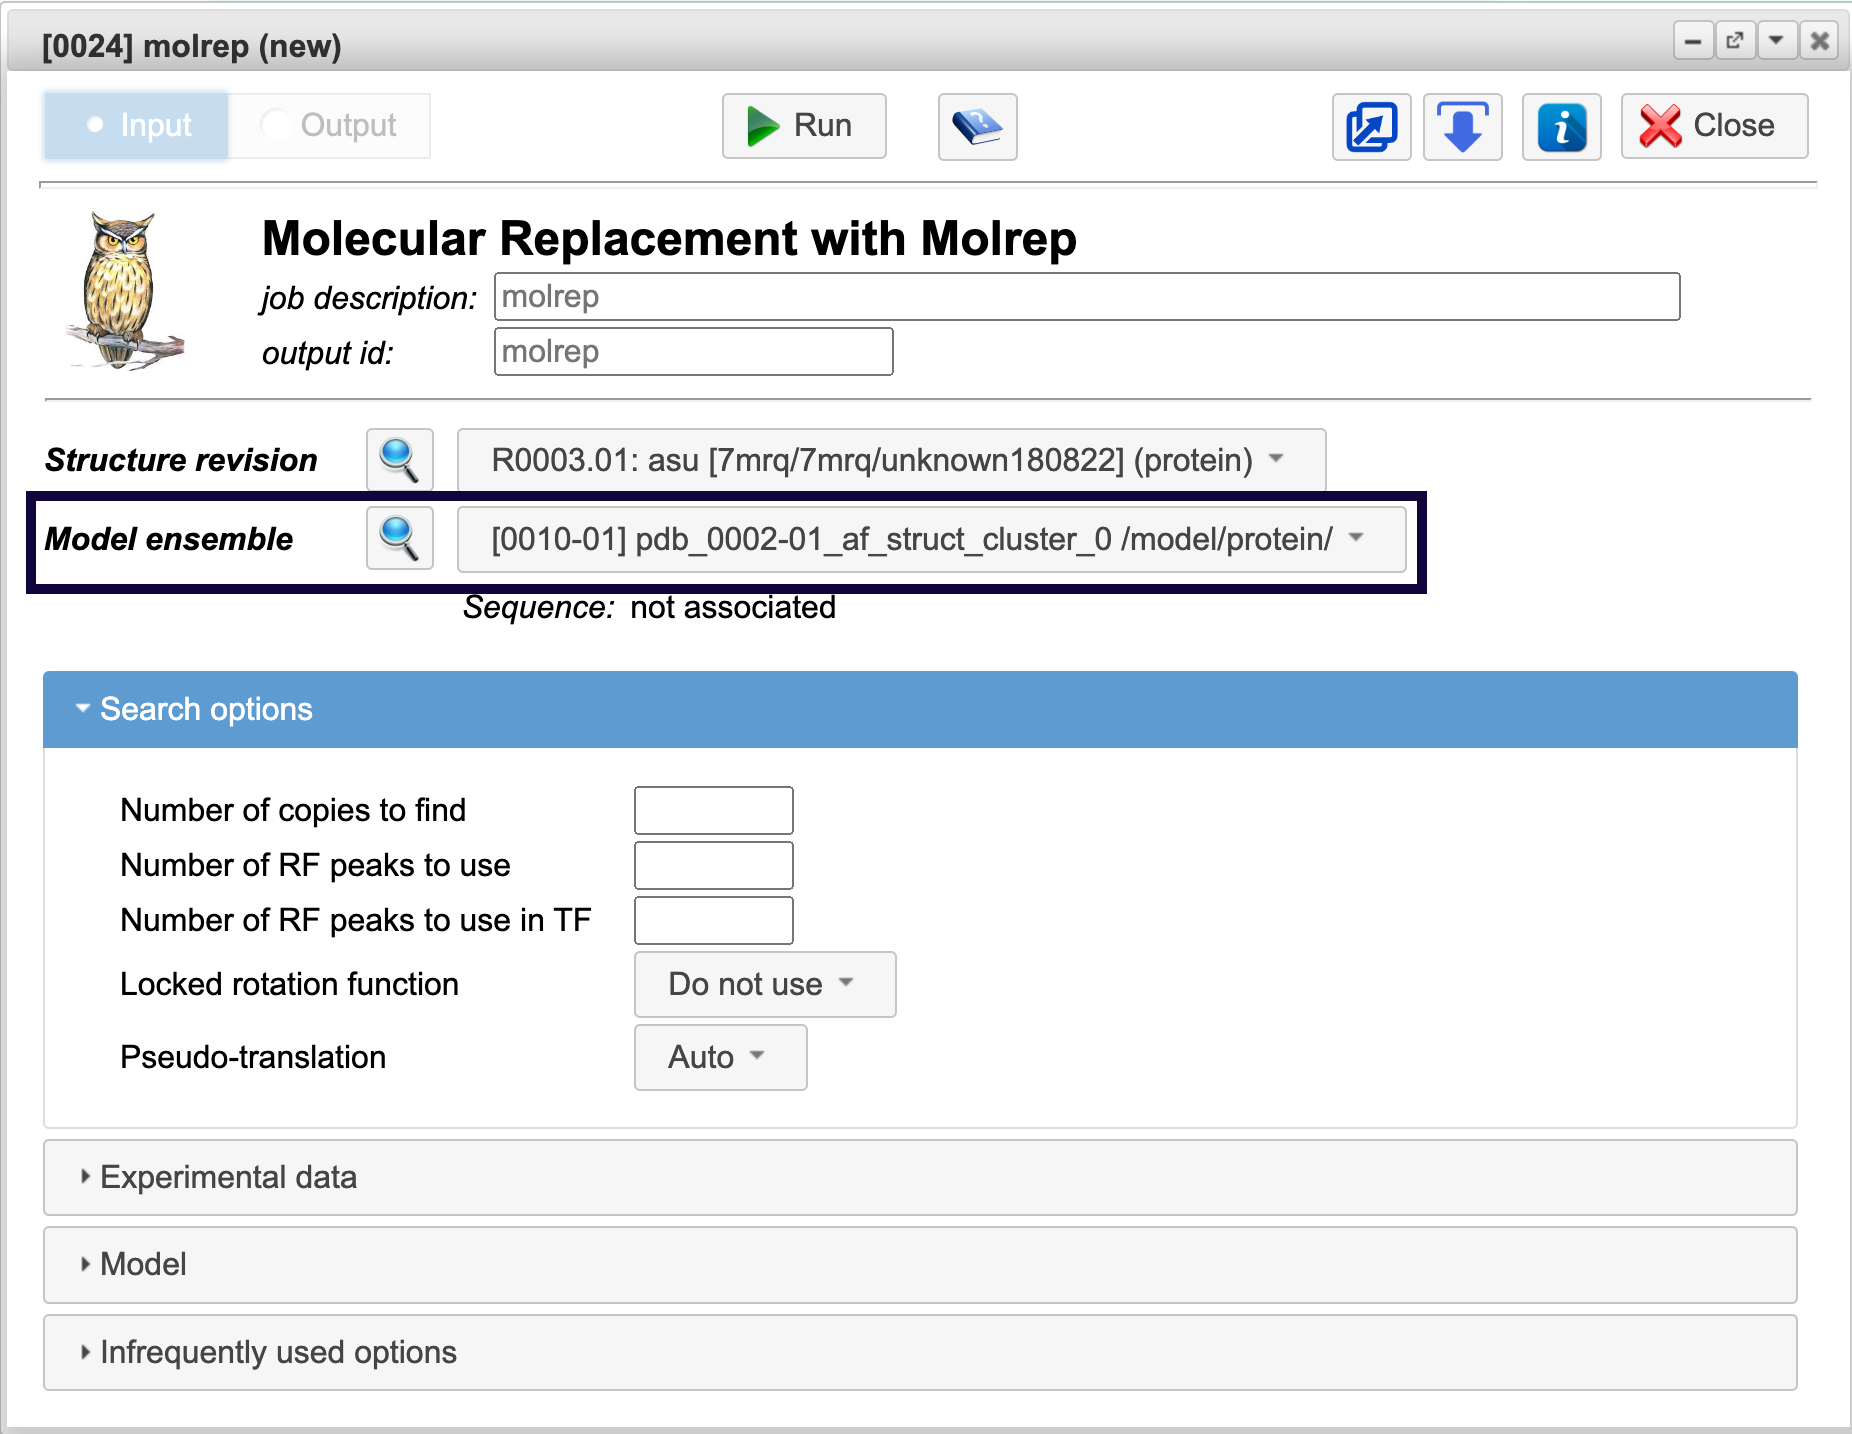 [0024] molrep (new)
Input Output Run Close
Molecular Replacement with Molrep
job description: molrep
output id: molrep
Structure revision R0003.01: asu [7mrq/7mrq/unknown180822] (protein)
Model ensemble [0010-01] pdb_0002-01_af_struct_cluster_0 /model/protein/
Sequence: not associated
Search options
Number of copies to find
Number of RF peaks to use
Number of RF peaks to use in TF
Locked rotation function Do not use
Pseudo-translation Auto
Experimental data
Model
Infrequently used options